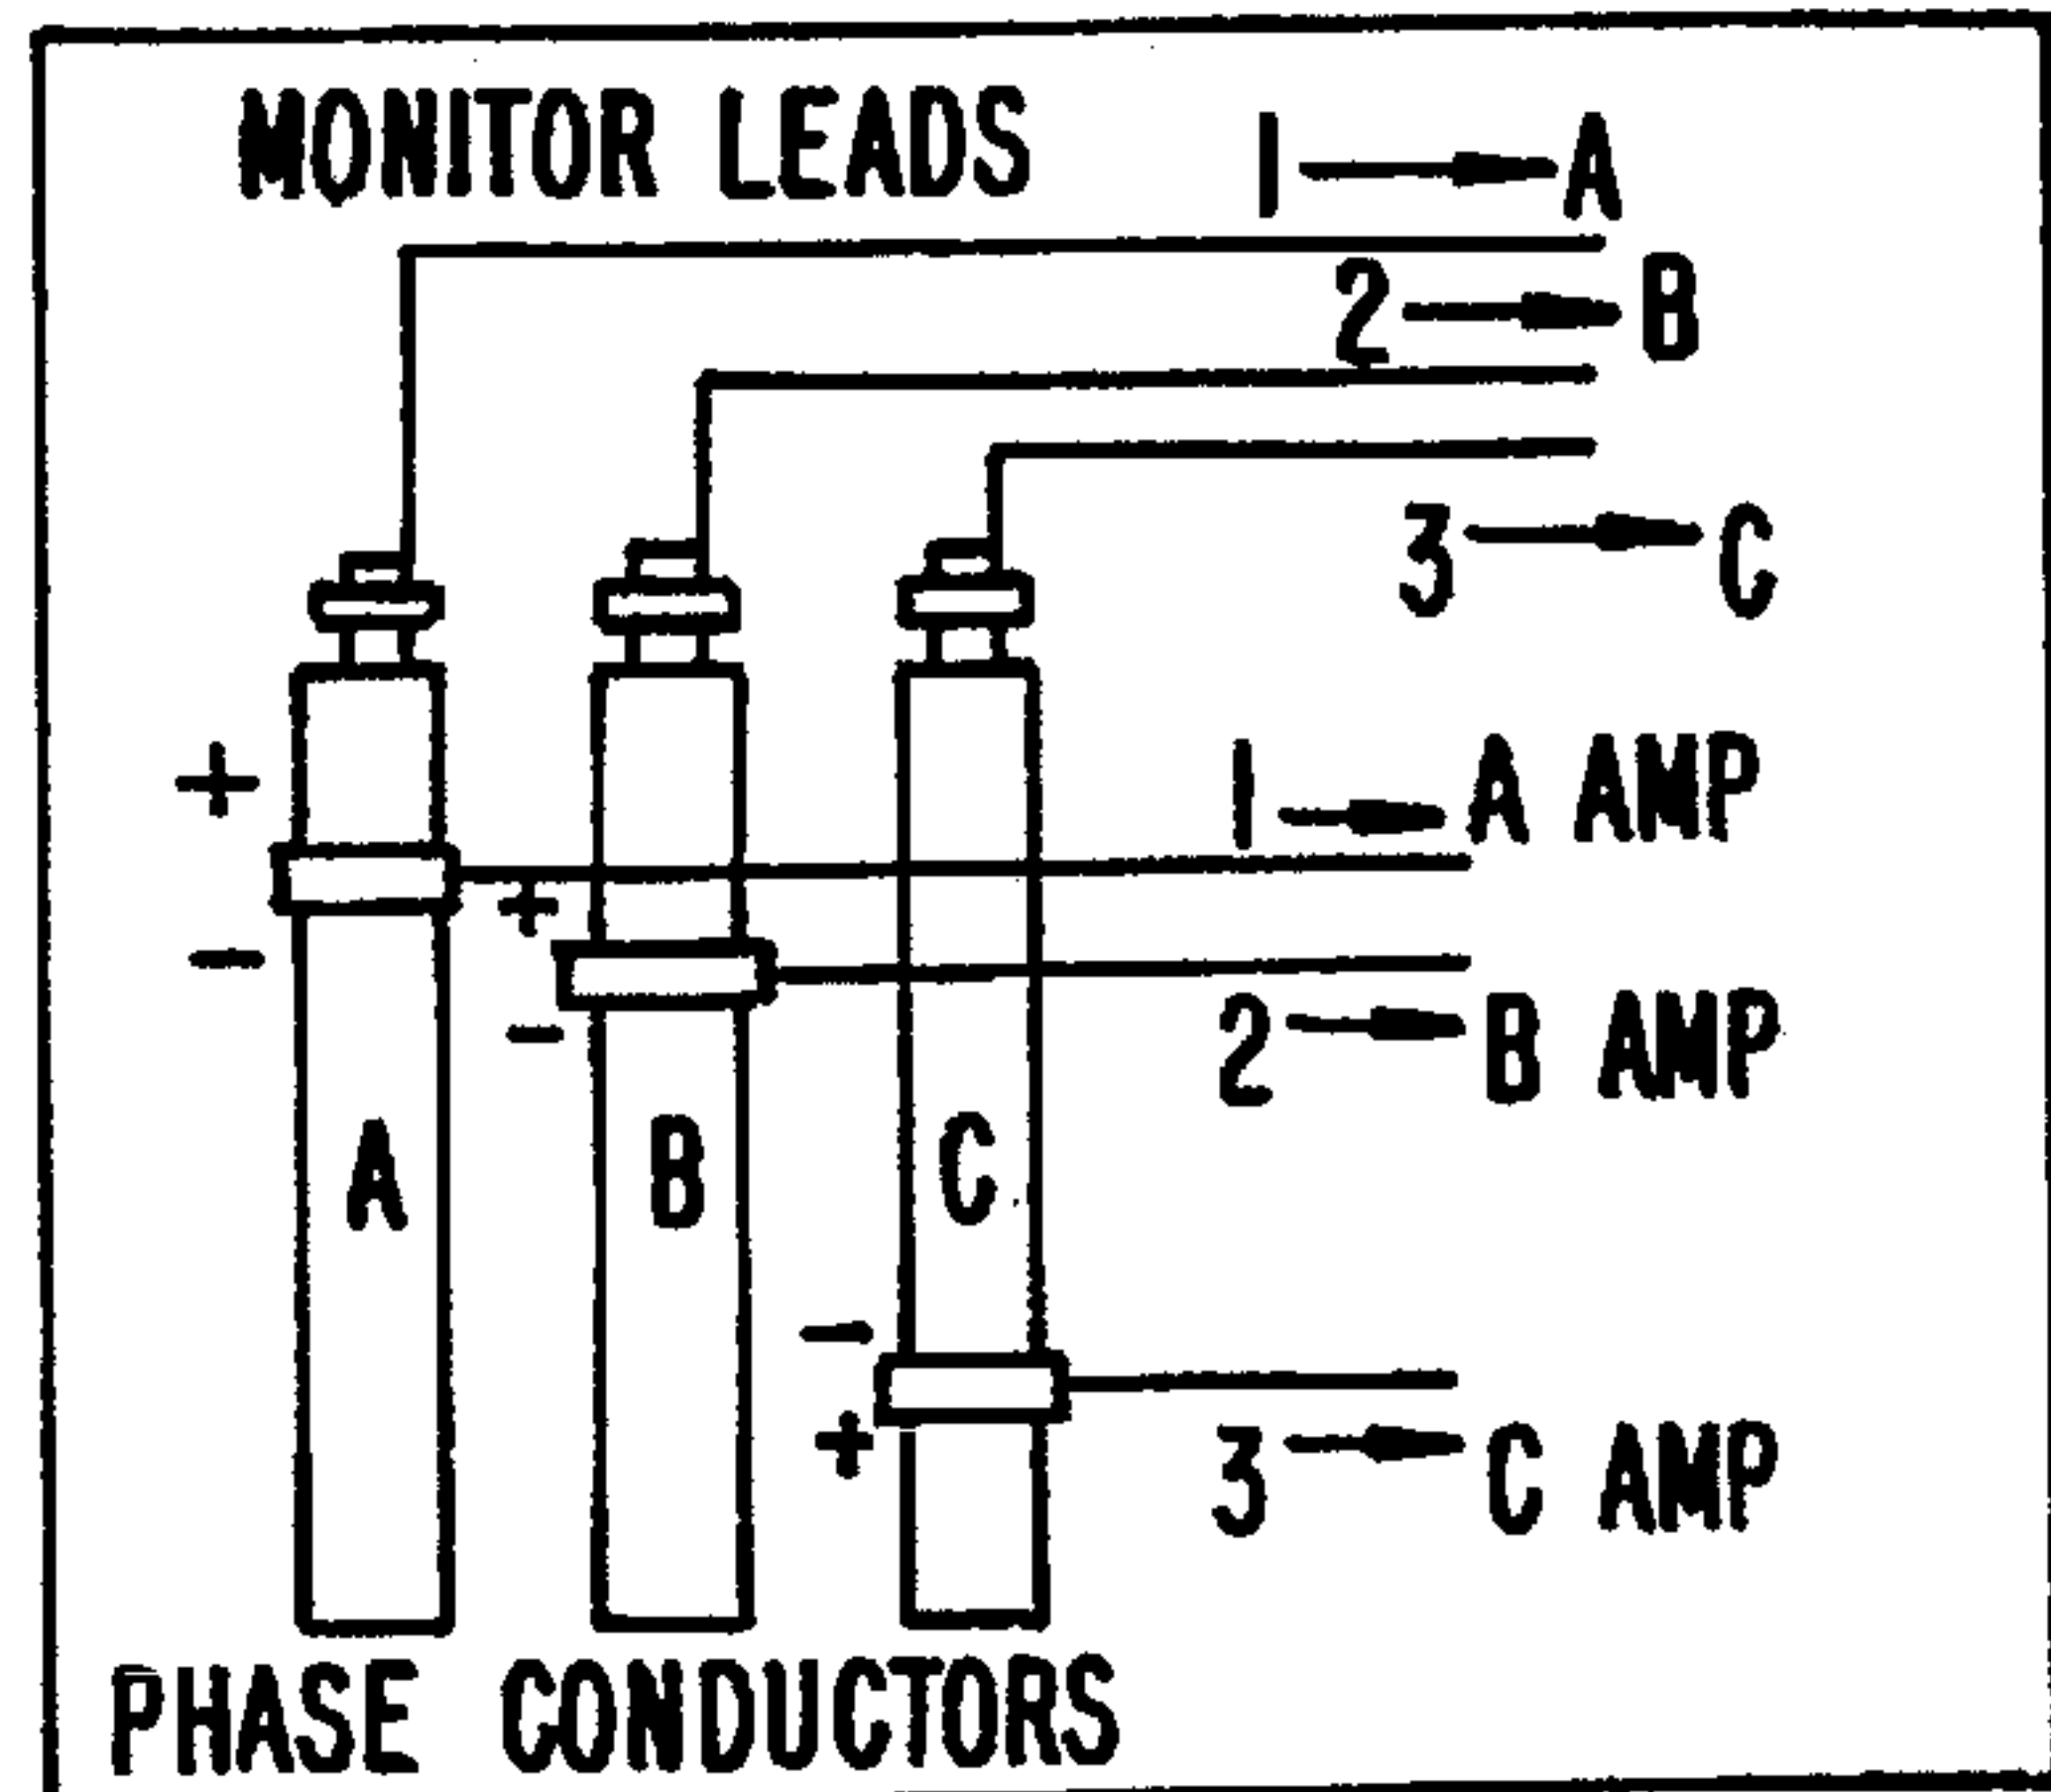 MONITOR LEADS
1 → A
2 → B
3 → C
+
1 → A AMP
+
-
-
2 → B AMP
A B C
-
+
3 → C AMP
PHASE CONDUCTORS